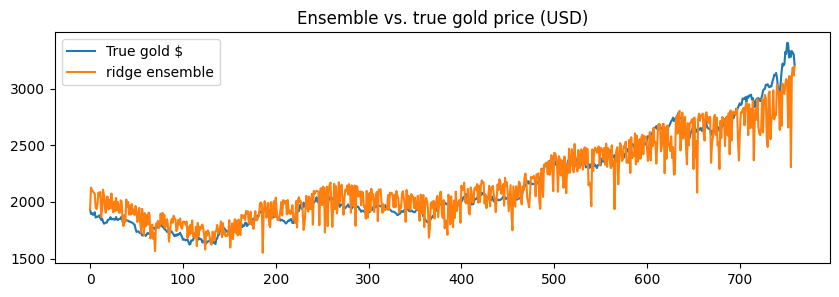 Ensemble vs. true gold price (USD)
True gold $
ridge ensemble
3000
2500
2000
1500
0 100 200 300 400 500 600 700